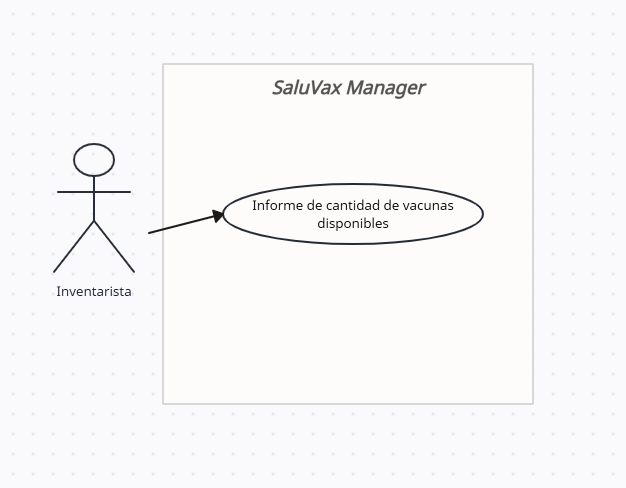 SaluVax Manager
Informe de cantidad de vacunas
disponibles
Inventarista